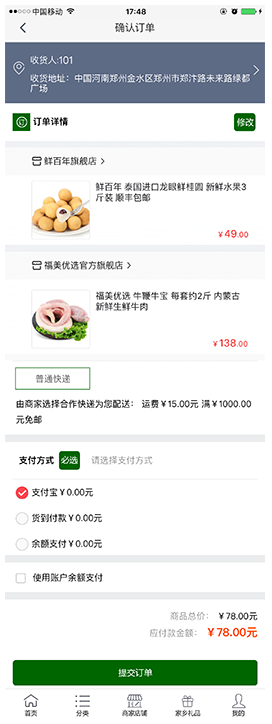 中国移动 17:48
确认订单
收货人:101
收货地址：中国河南郑州金水区郑州市郑汴路未来路绿都
广场
订单详情 修改
鲜百年旗舰店
鲜百年 泰国进口龙眼鲜桂圆 新鲜水果3
斤装 顺丰包邮
￥49.00
福美优选官方旗舰店
福美优选 牛鞭牛宝 每套约2斤 内蒙古
新鲜生鲜牛肉
￥138.00
普通快递
由商家选择合作快递为您配送： 运费￥15.00元 满￥1000.00
元免邮
支付方式 必选 请选择支付方式
支付宝￥0.00元
货到付款￥0.00元
余额支付￥0.00元
使用账户余额支付
商品总价： ￥78.00元
应付款金额： ￥78.00元
提交订单
首页 分类 商家店铺 家乡礼品 我的